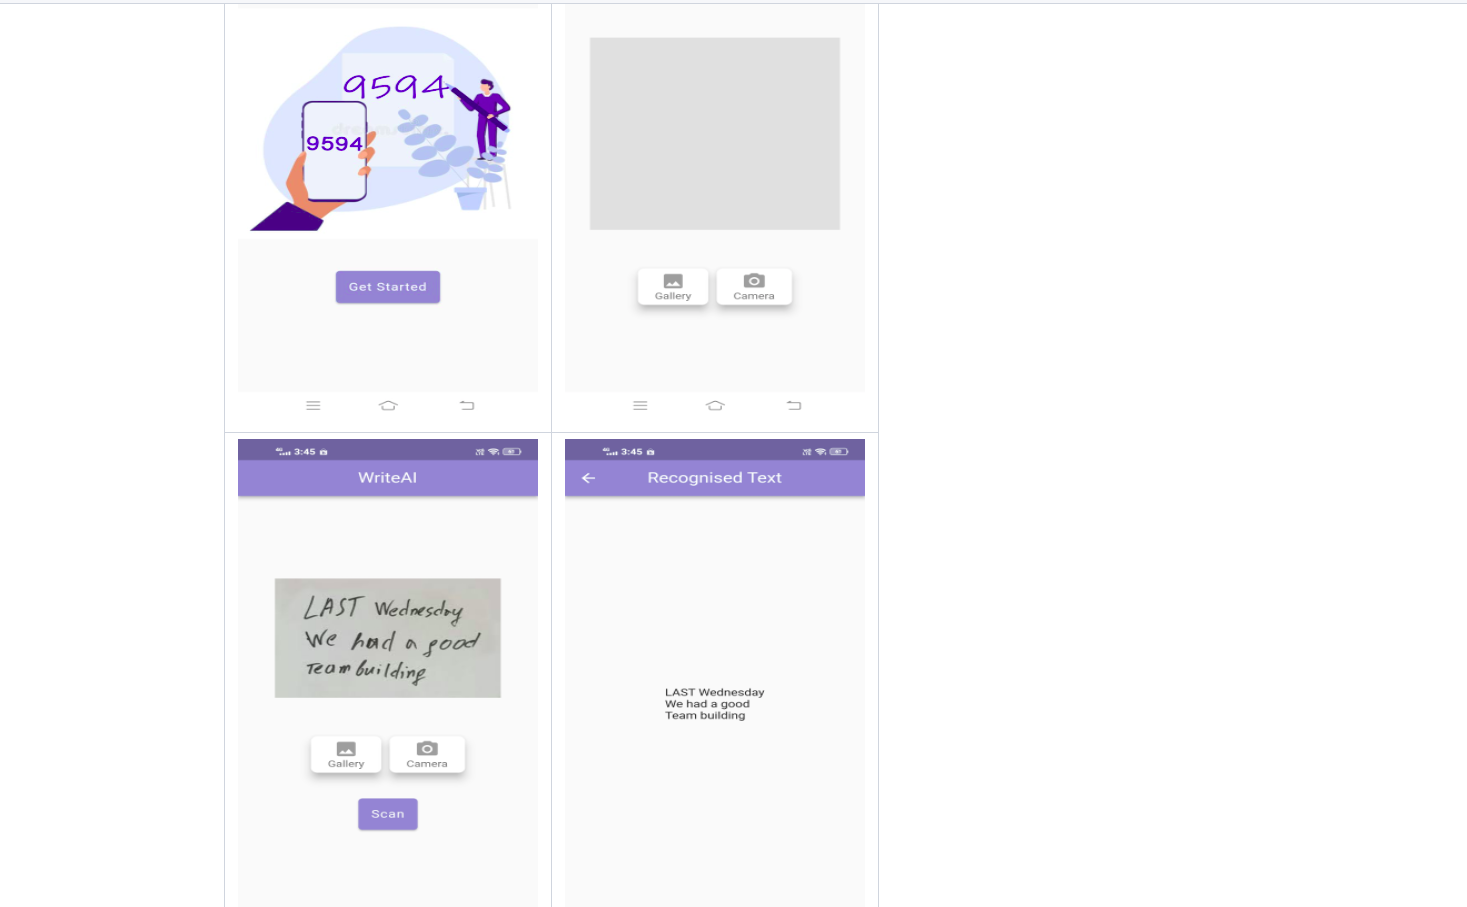 9594
9594
Get Started
Gallery
Camera
3:45
WriteAI
LAST Wednesday
We had a good
Team building
Gallery
Camera
Scan
3:45
Recognised Text
LAST Wednesday
We had a good
Team building